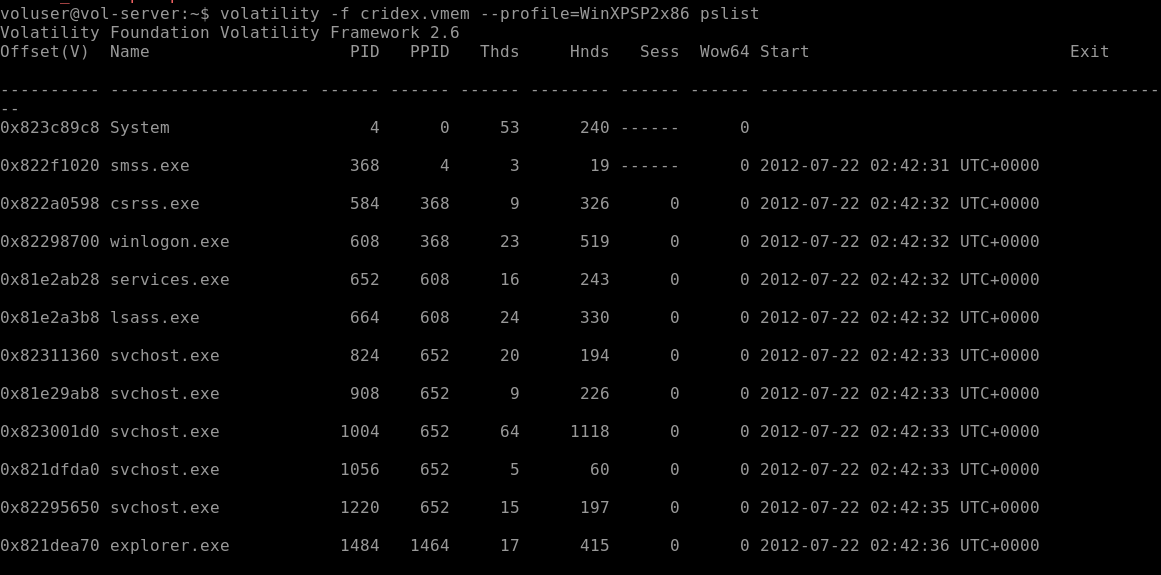 voluser@vol-server:~$ volatility -f cridex.vmem --profile=WinXPSP2x86 pslist
Volatility Foundation Volatility Framework 2.6
Offset(V)  Name                    PID   PPID   Thds     Hnds   Sess  Wow64 Start                          Exit
---------- -------------------- ------ ------ ------ -------- ------ ------ ------------------------------ ---------
--
0x823c89c8 System                    4      0     53      240 ------      0
0x822f1020 smss.exe                368      4      3       19 ------      0 2012-07-22 02:42:31 UTC+0000
0x822a0598 csrss.exe               584    368      9      326      0      0 2012-07-22 02:42:32 UTC+0000
0x82298700 winlogon.exe            608    368     23      519      0      0 2012-07-22 02:42:32 UTC+0000
0x81e2ab28 services.exe            652    608     16      243      0      0 2012-07-22 02:42:32 UTC+0000
0x81e2a3b8 lsass.exe               664    608     24      330      0      0 2012-07-22 02:42:32 UTC+0000
0x82311360 svchost.exe             824    652     20      194      0      0 2012-07-22 02:42:33 UTC+0000
0x81e29ab8 svchost.exe             908    652      9      226      0      0 2012-07-22 02:42:33 UTC+0000
0x823001d0 svchost.exe            1004    652     64     1118      0      0 2012-07-22 02:42:33 UTC+0000
0x821dfda0 svchost.exe            1056    652      5       60      0      0 2012-07-22 02:42:33 UTC+0000
0x82295650 svchost.exe            1220    652     15      197      0      0 2012-07-22 02:42:35 UTC+0000
0x821dea70 explorer.exe           1484   1464     17      415      0      0 2012-07-22 02:42:36 UTC+0000